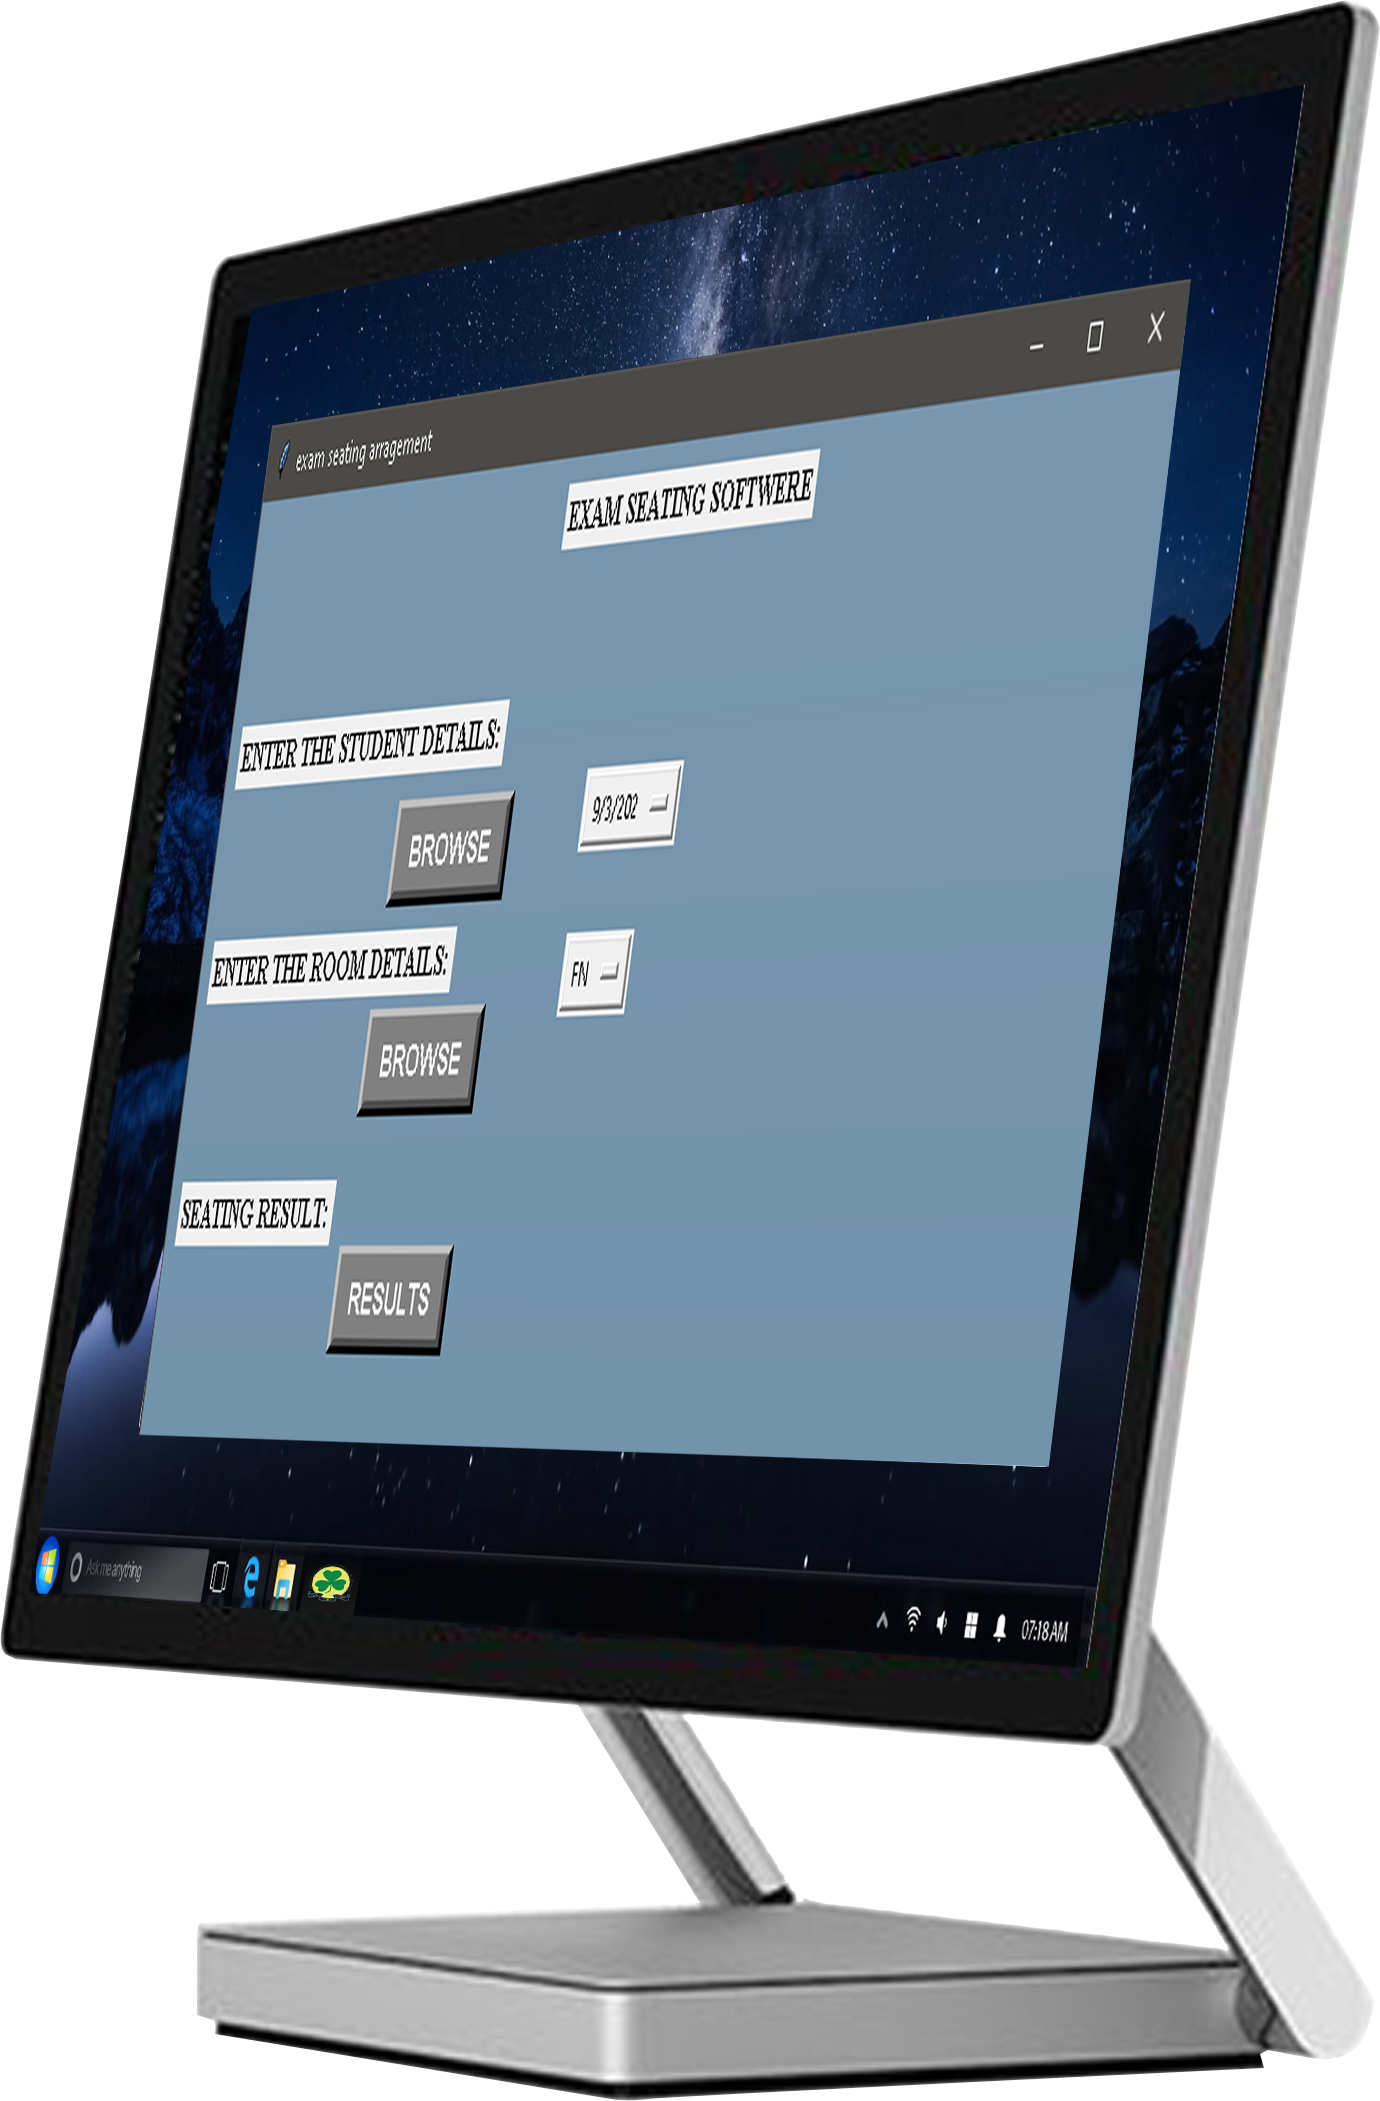 exam seating arragement
EXAM SEATING SOFTWERE
ENTER THE STUDENT DETAILS:
BROWSE
9/3/202
ENTER THE ROOM DETAILS:
FN
BROWSE
SEATING RESULT:
RESULTS
Ask me anything
07:18 AM